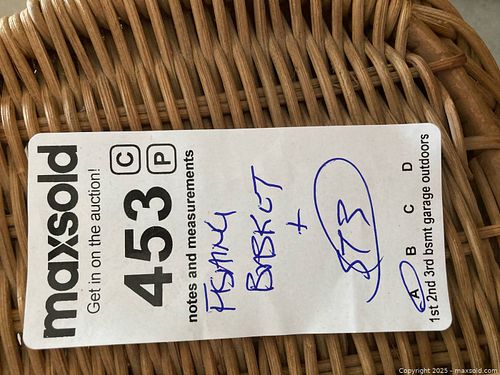 maxsold
Get in on the auction!
453 C P
notes and measurements
FISHING
BASKET
+
A B C D
1st 2nd 3rd bsmt garage outdoors
Copyright 2025 - maxsold.com